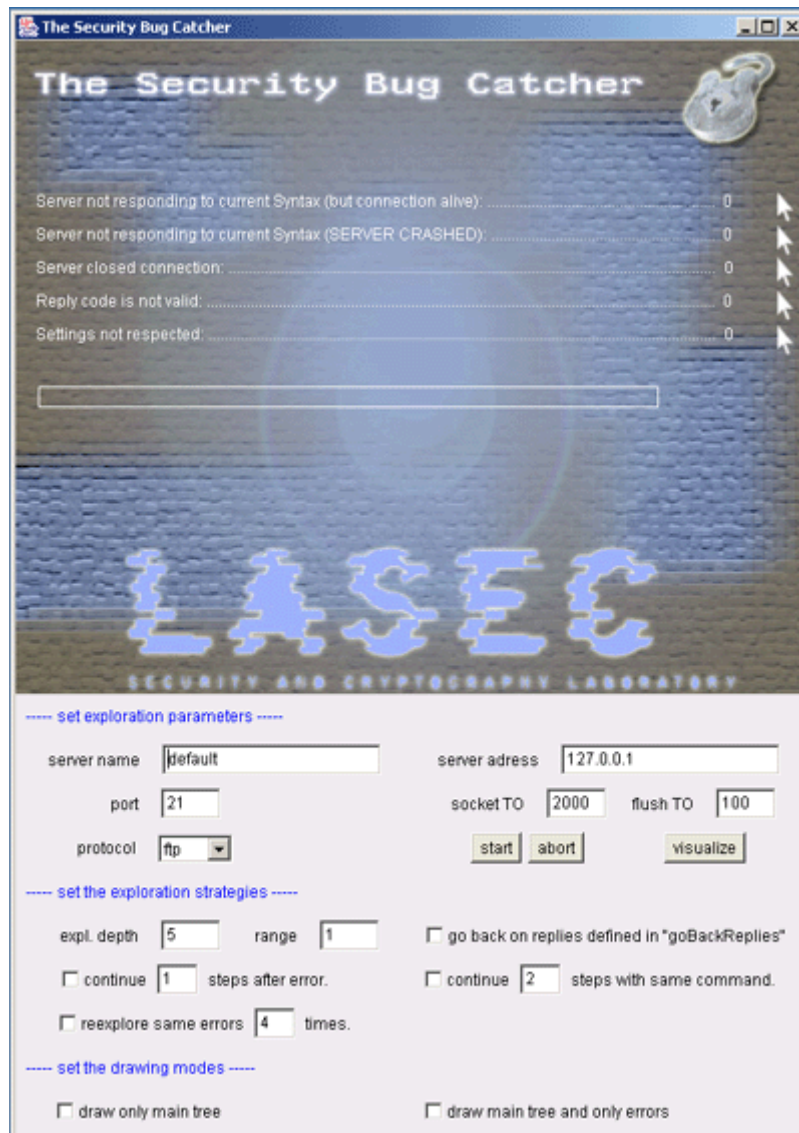 The Security Bug Catcher
The Security Bug Catcher
Server not responding to current Syntax (but connection alive): 0
Server not responding to current Syntax (SERVER CRASHED): 0
Server closed connection: 0
Reply code is not valid: 0
Settings not respected: 0
LASEC
SECURITY AND CRYPTOGRAPHY LABORATORY
----- set exploration parameters -----
server name default server adress 127.0.0.1
port 21 socket TO 2000 flush TO 100
protocol ftp start abort visualize
----- set the exploration strategies -----
expl. depth 5 range 1 go back on replies defined in "goBackReplies"
continue 1 steps after error. continue 2 steps with same command.
reexplore same errors 4 times.
----- set the drawing modes -----
draw only main tree draw main tree and only errors